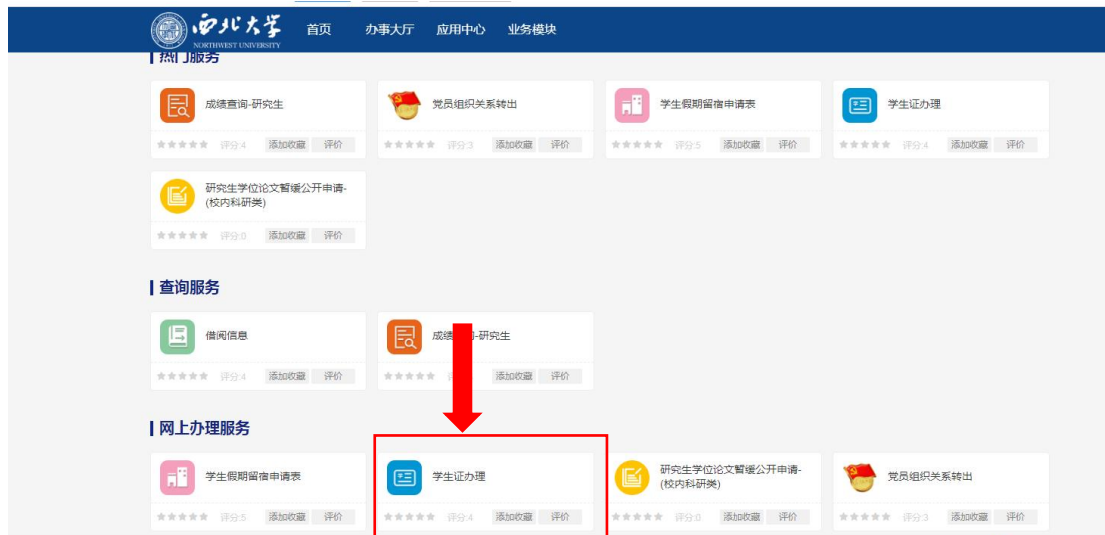 西北大学
NORTHWEST UNIVERSITY
首页 办事大厅 应用中心 业务模块
热门服务
成绩查询-研究生 党员组织关系转出 学生假期留宿申请表 学生证办理
评分:4 添加收藏 评价 评分:3 添加收藏 评价 评分:5 添加收藏 评价 评分:4 添加收藏 评价
研究生学位论文暂缓公开申请-
(校内科研类)
评分:0 添加收藏 评价
查询服务
借阅信息 成绩 -研究生
评分:4 添加收藏 评价 添加收藏 评价
网上办理服务
学生假期留宿申请表 学生证办理 研究生学位论文暂缓公开申请-
(校内科研类) 党员组织关系转出
评分:5 添加收藏 评价 评分:4 添加收藏 评价 评分:0 添加收藏 评价 评分:3 添加收藏 评价